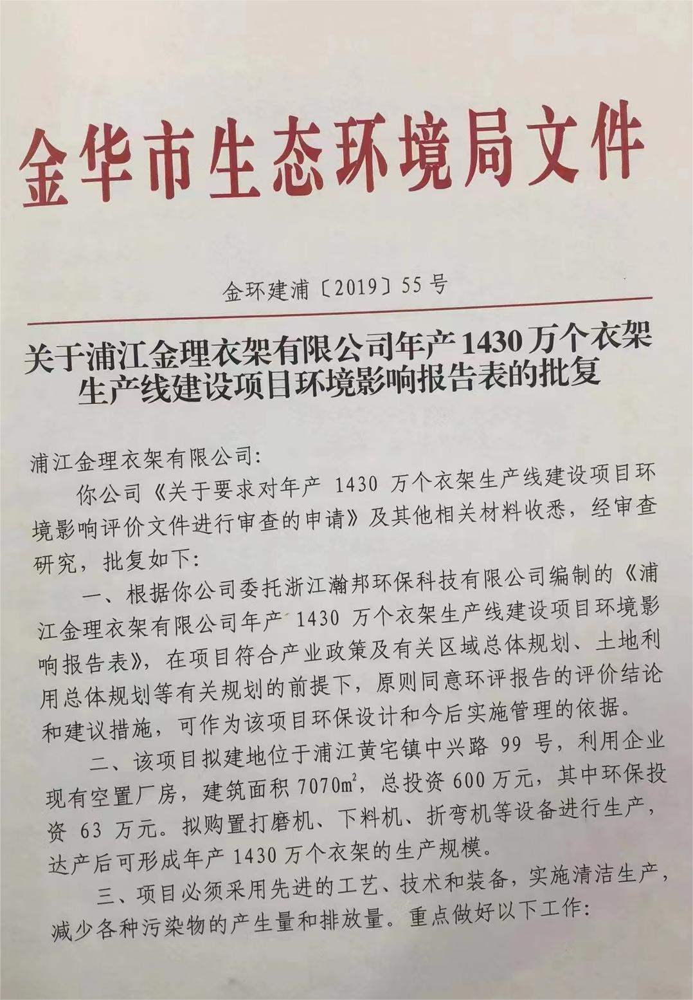 金华市生态环境局文件
金环建浦〔2019〕55号
关于浦江金理衣架有限公司年产1430万个衣架
生产线建设项目环境影响报告表的批复
浦江金理衣架有限公司:
你公司《关于要求对年产 1430 万个衣架生产线建设项目环
境影响评价文件进行审查的申请》及其他相关材料收悉，经审查
研究，批复如下:
一、根据你公司委托浙江瀚邦环保科技有限公司编制的《浦
江金理衣架有限公司年产 1430 万个衣架生产线建设项目环境影
响报告表》，在项目符合产业政策及有关区域总体规划、土地利
用总体规划等有关规划的前提下，原则同意环评报告的评价结论
和建议措施，可作为该项目环保设计和今后实施管理的依据。
二、该项目拟建地位于浦江黄宅镇中兴路 99 号，利用企业
现有空置厂房，建筑面积7070m²，总投资600万元，其中环保投
资 63 万元。拟购置打磨机、下料机、折弯机等设备进行生产，
达产后可形成年产1430万个衣架的生产规模。
三、项目必须采用先进的工艺、技术和装备，实施清洁生产，
减少各种污染物的产生量和排放量。重点做好以下工作: